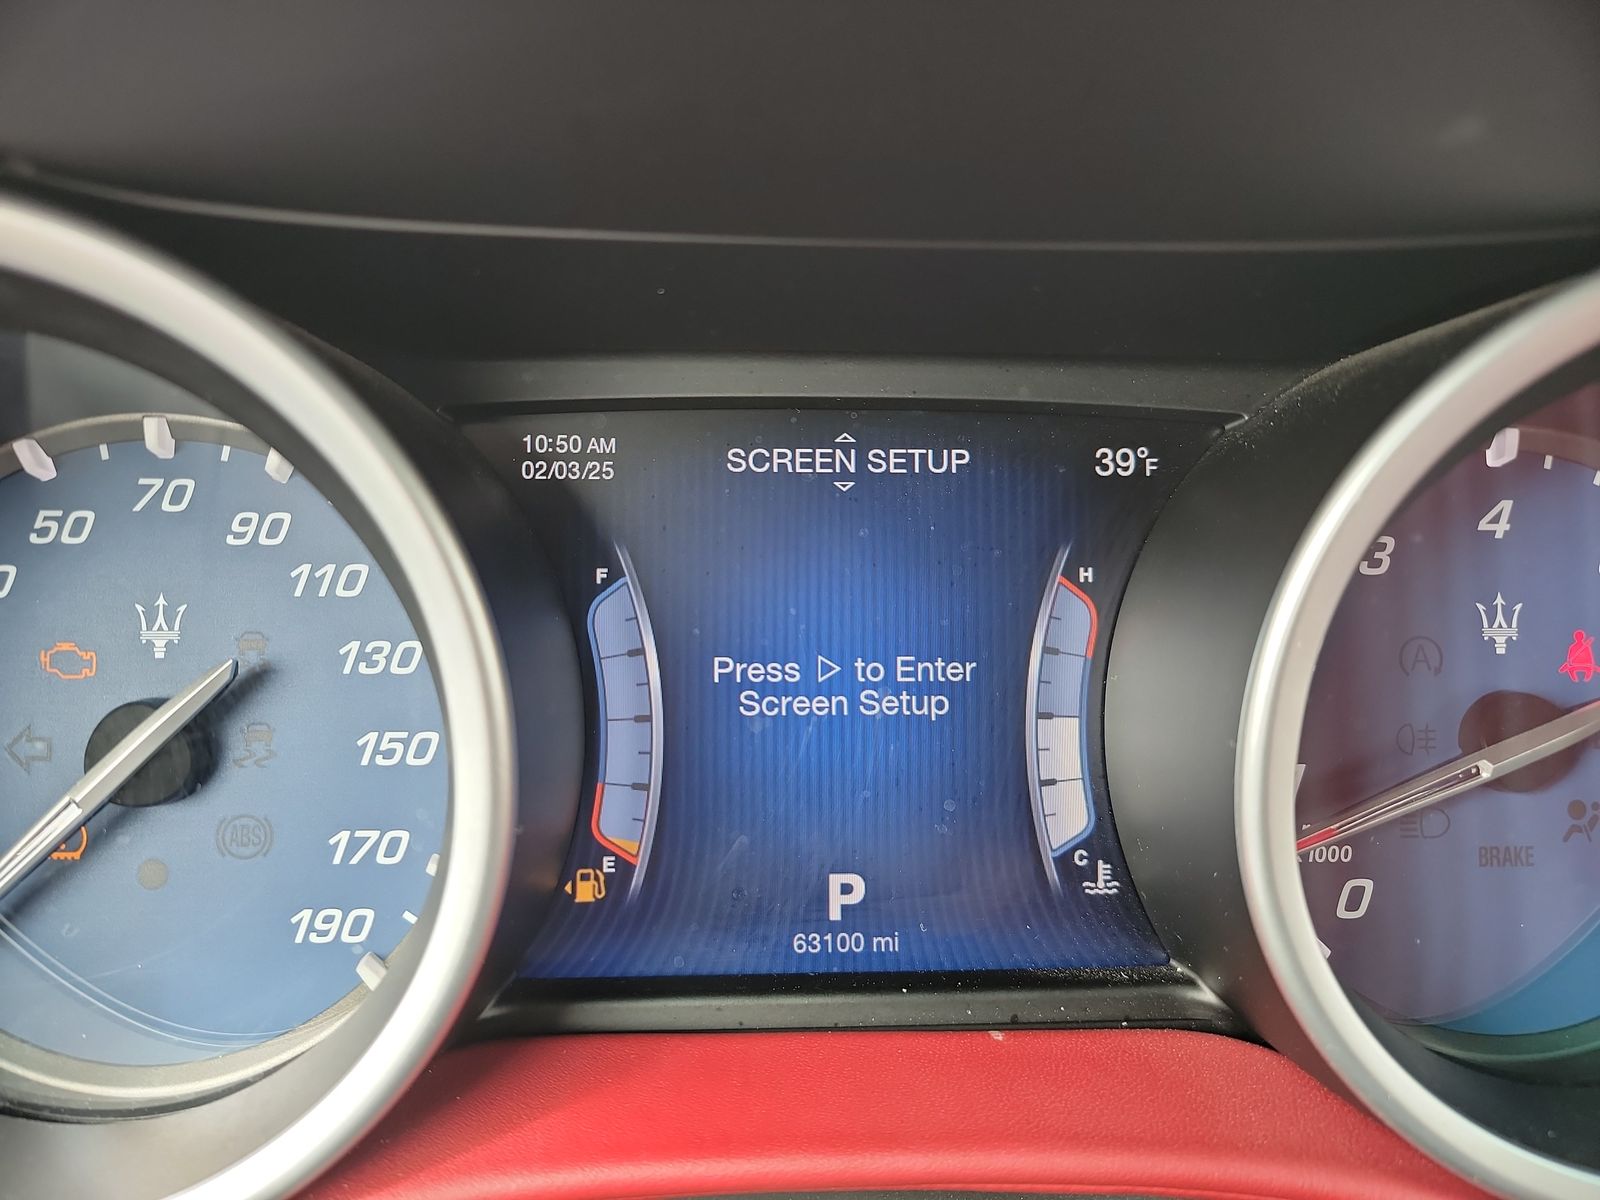 10:50 AM
02/03/25
SCREEN SETUP
39°F
50
70
90
110
130
150
170
190
ABS
F
E
Press ▷ to Enter
Screen Setup
P
63100 mi
H
C
3
4
A
1000
0
BRAKE